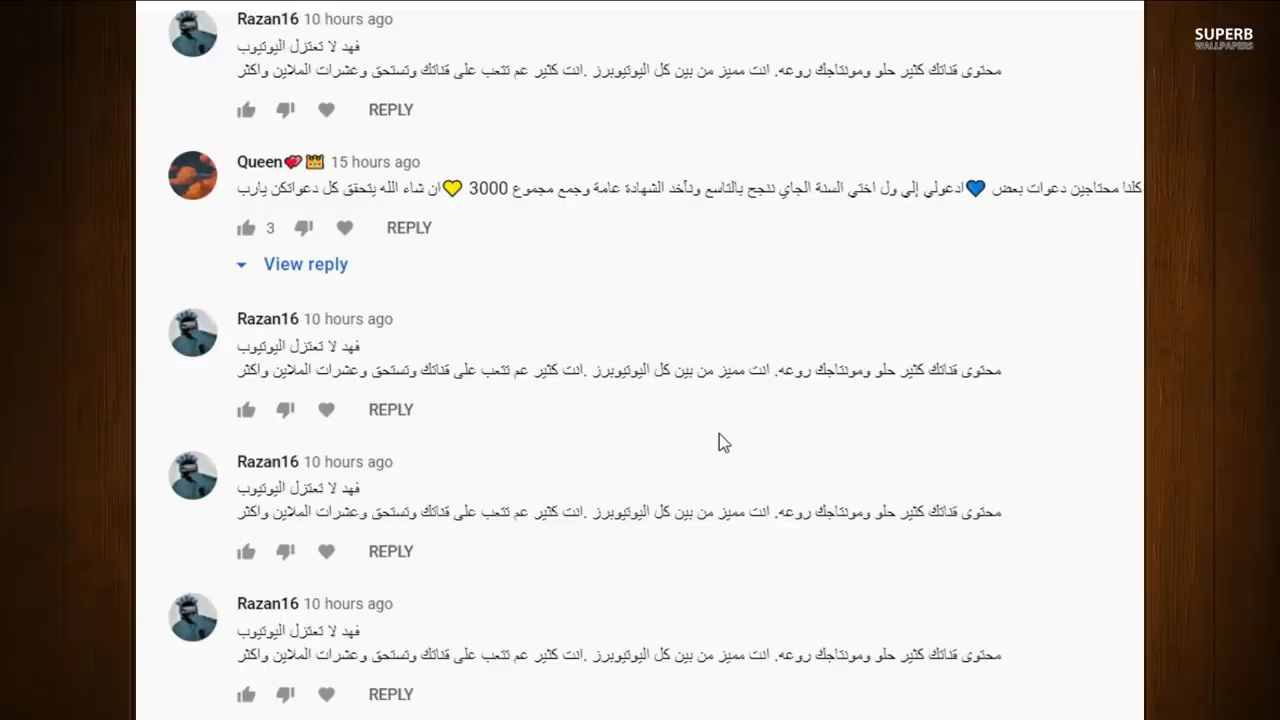 SUPERB
WALLPAPERS
Razan16 10 hours ago
فهد لا تعتزل اليوتيوب
محتوى قناتك كثير حلو ومونتاجك روعه. انت مميز من بين كل اليوتيوبرز .انت كثير عم تتعب على قناتك وتستحق وعشرات الملاين واكثر
REPLY
Queen💕👑 15 hours ago
كلنا محتاجين دعوات بعض 💙ادعولي إلي ول اختي السنة الجاي ننجح بالتاسع ونأخد الشهادة عامة وجمع مجموع 3000 💛ان شاء الله يتحقق كل دعواتكن يارب
3 REPLY
View reply
Razan16 10 hours ago
فهد لا تعتزل اليوتيوب
محتوى قناتك كثير حلو ومونتاجك روعه. انت مميز من بين كل اليوتيوبرز .انت كثير عم تتعب على قناتك وتستحق وعشرات الملاين واكثر
REPLY
Razan16 10 hours ago
فهد لا تعتزل اليوتيوب
محتوى قناتك كثير حلو ومونتاجك روعه. انت مميز من بين كل اليوتيوبرز .انت كثير عم تتعب على قناتك وتستحق وعشرات الملاين واكثر
REPLY
Razan16 10 hours ago
فهد لا تعتزل اليوتيوب
محتوى قناتك كثير حلو ومونتاجك روعه. انت مميز من بين كل اليوتيوبرز .انت كثير عم تتعب على قناتك وتستحق وعشرات الملاين واكثر
REPLY